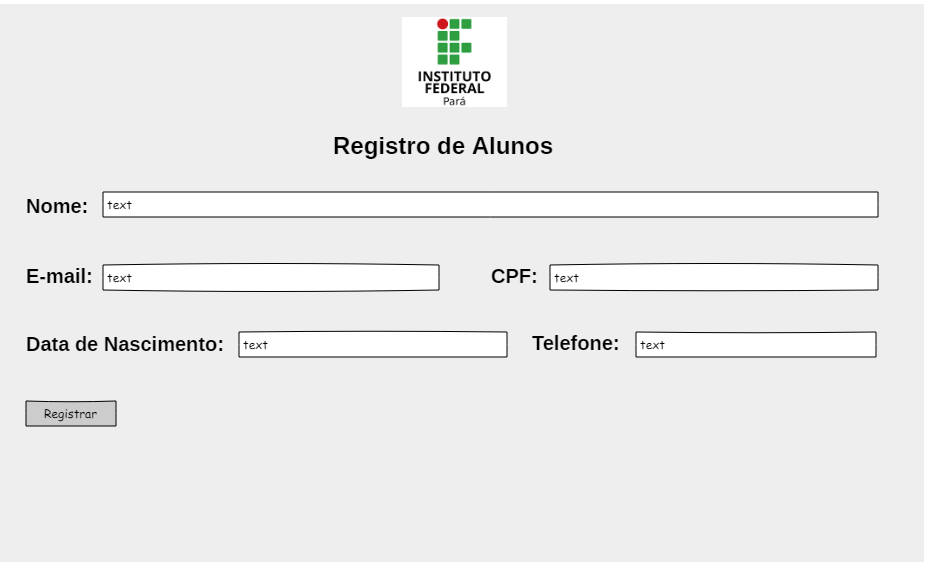 INSTITUTO
FEDERAL
Pará
Registro de Alunos
Nome: text
E-mail: text CPF: text
Data de Nascimento: text Telefone: text
Registrar